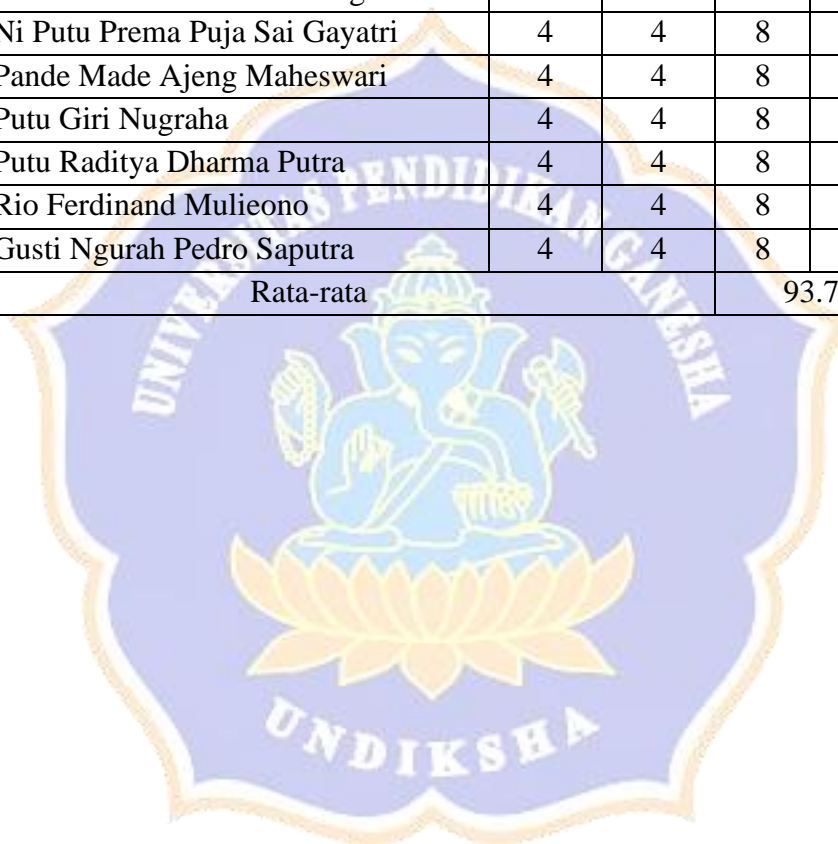 Ni Putu Prema Puja Sai Gayatri 4 4 8
Pande Made Ajeng Maheswari 4 4 8
Putu Giri Nugraha 4 4 8
Putu Raditya Dharma Putra 4 4 8
Rio Ferdinand Mulieono 4 4 8
Gusti Ngurah Pedro Saputra 4 4 8
Rata-rata 93.7
UNIVERSITAS PENDIDIKAN GANESHA
UNDIKSHA